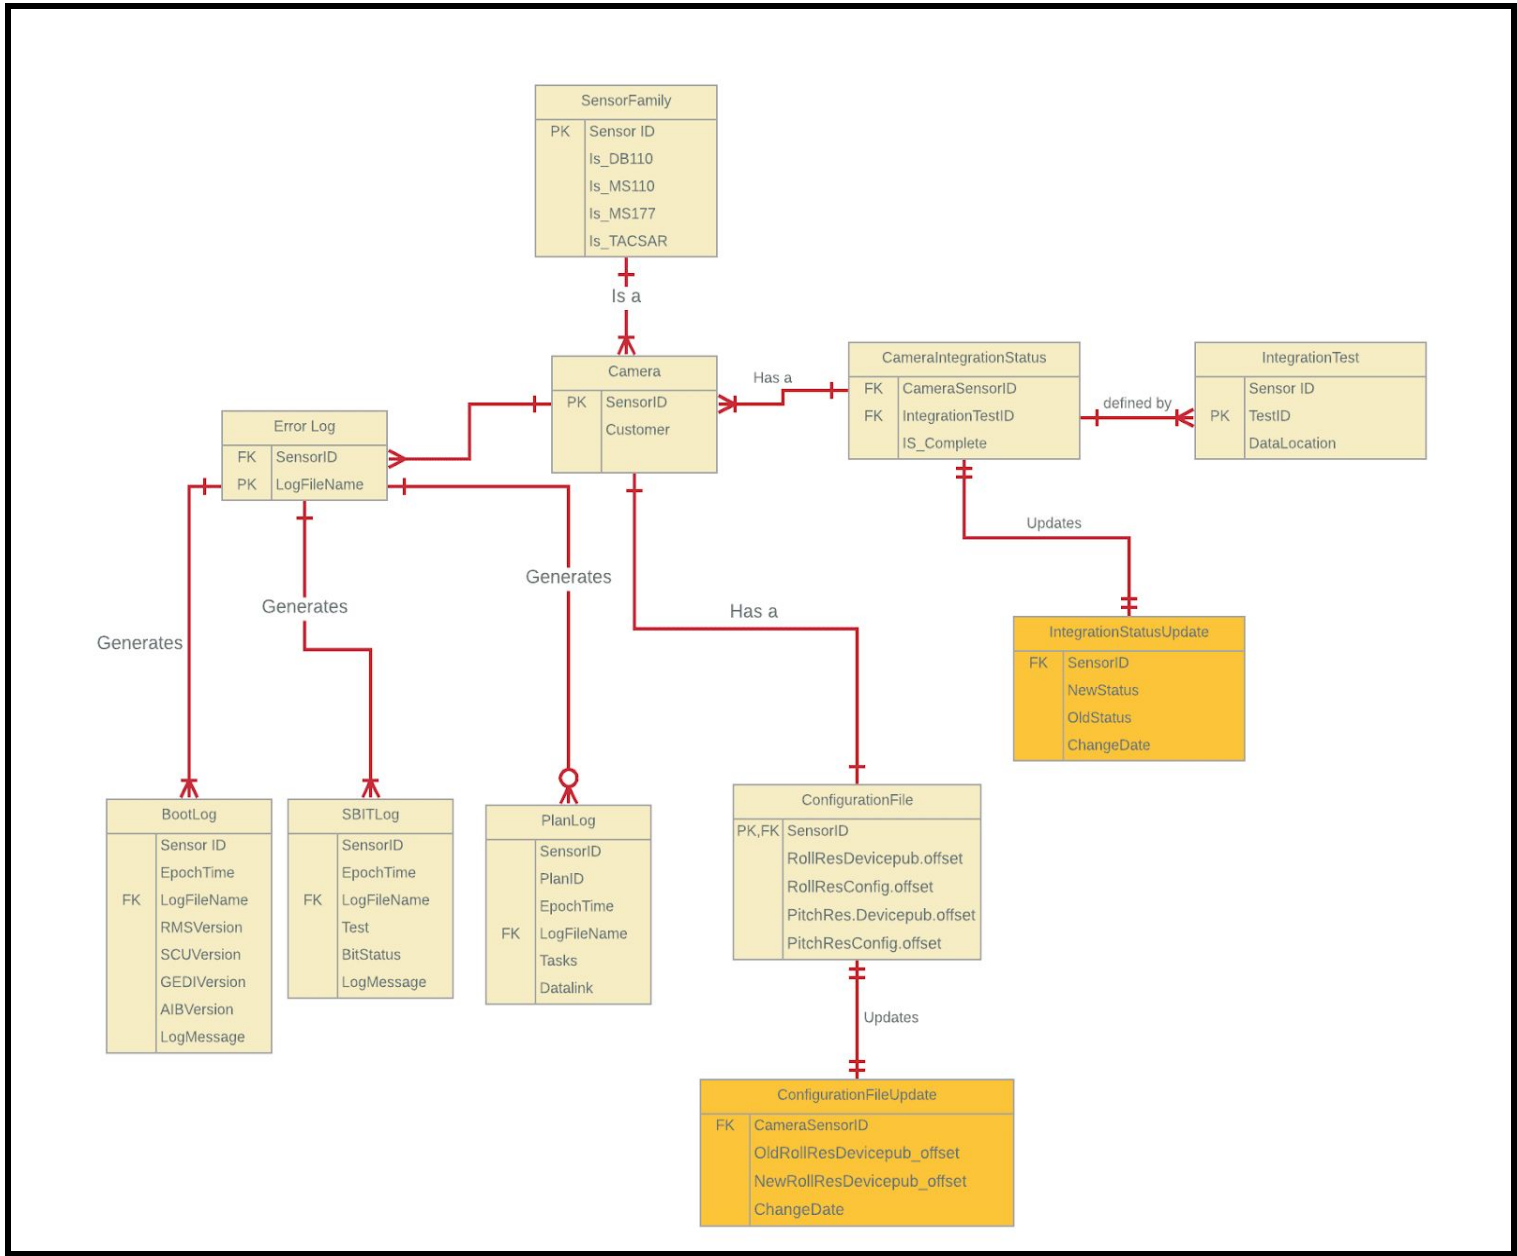 SensorFamily
PK Sensor ID
Is_DB110
Is_MS110
Is_MS177
Is_TACSAR
Is a
Camera
PK SensorID
Customer
Has a
CameraIntegrationStatus
FK CameraSensorID
FK IntegrationTestID
IS_Complete
defined by
IntegrationTest
Sensor ID
PK TestID
DataLocation
Error Log
FK SensorID
PK LogFileName
Updates
IntegrationStatusUpdate
FK SensorID
NewStatus
OldStatus
ChangeDate
Generates
Generates
Generates
Has a
BootLog
Sensor ID
EpochTime
FK LogFileName
RMSVersion
SCUVersion
GEDIVersion
AIBVersion
LogMessage
SBITLog
SensorID
EpochTime
FK LogFileName
Test
BitStatus
LogMessage
PlanLog
SensorID
PlanID
EpochTime
FK LogFileName
Tasks
Datalink
ConfigurationFile
PK,FK SensorID
RollResDevicepub.offset
RollResConfig.offset
PitchRes.Devicepub.offset
PitchResConfig.offset
Updates
ConfigurationFileUpdate
FK CameraSensorID
OldRollResDevicepub_offset
NewRollResDevicepub_offset
ChangeDate